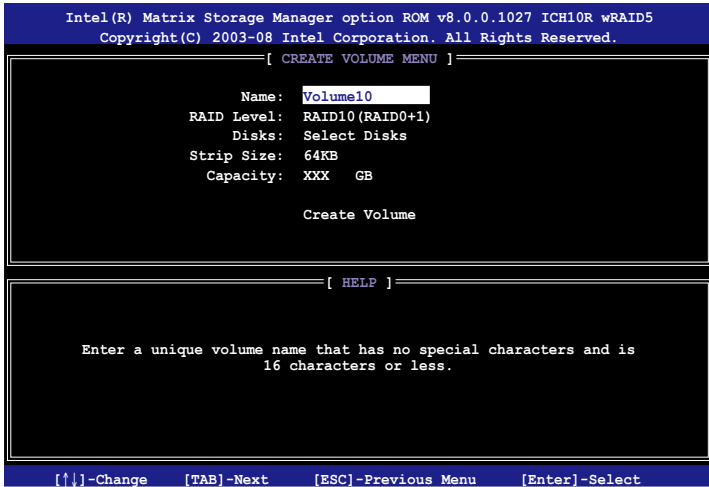 Intel(R) Matrix Storage Manager option ROM v8.0.0.1027 ICH10R wRAID5
Copyright(C) 2003-08 Intel Corporation. All Rights Reserved.
[ CREATE VOLUME MENU ]
Name: Volume10
RAID Level: RAID10(RAID0+1)
Disks: Select Disks
Strip Size: 64KB
Capacity: XXX GB
Create Volume
[ HELP ]
Enter a unique volume name that has no special characters and is
16 characters or less.
[↑↓]-Change [TAB]-Next [ESC]-Previous Menu [Enter]-Select